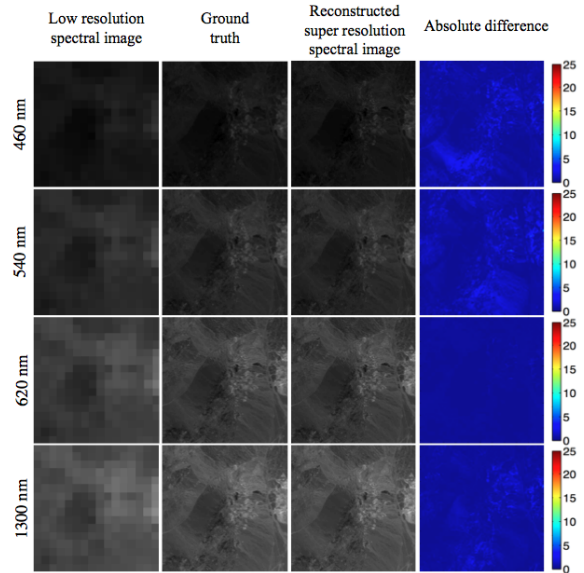 Low resolution
spectral image
Ground
truth
Reconstructed
super resolution
spectral image
Absolute difference
460 nm
25
20
15
10
5
0
540 nm
25
20
15
10
5
0
620 nm
25
20
15
10
5
0
1300 nm
25
20
15
10
5
0